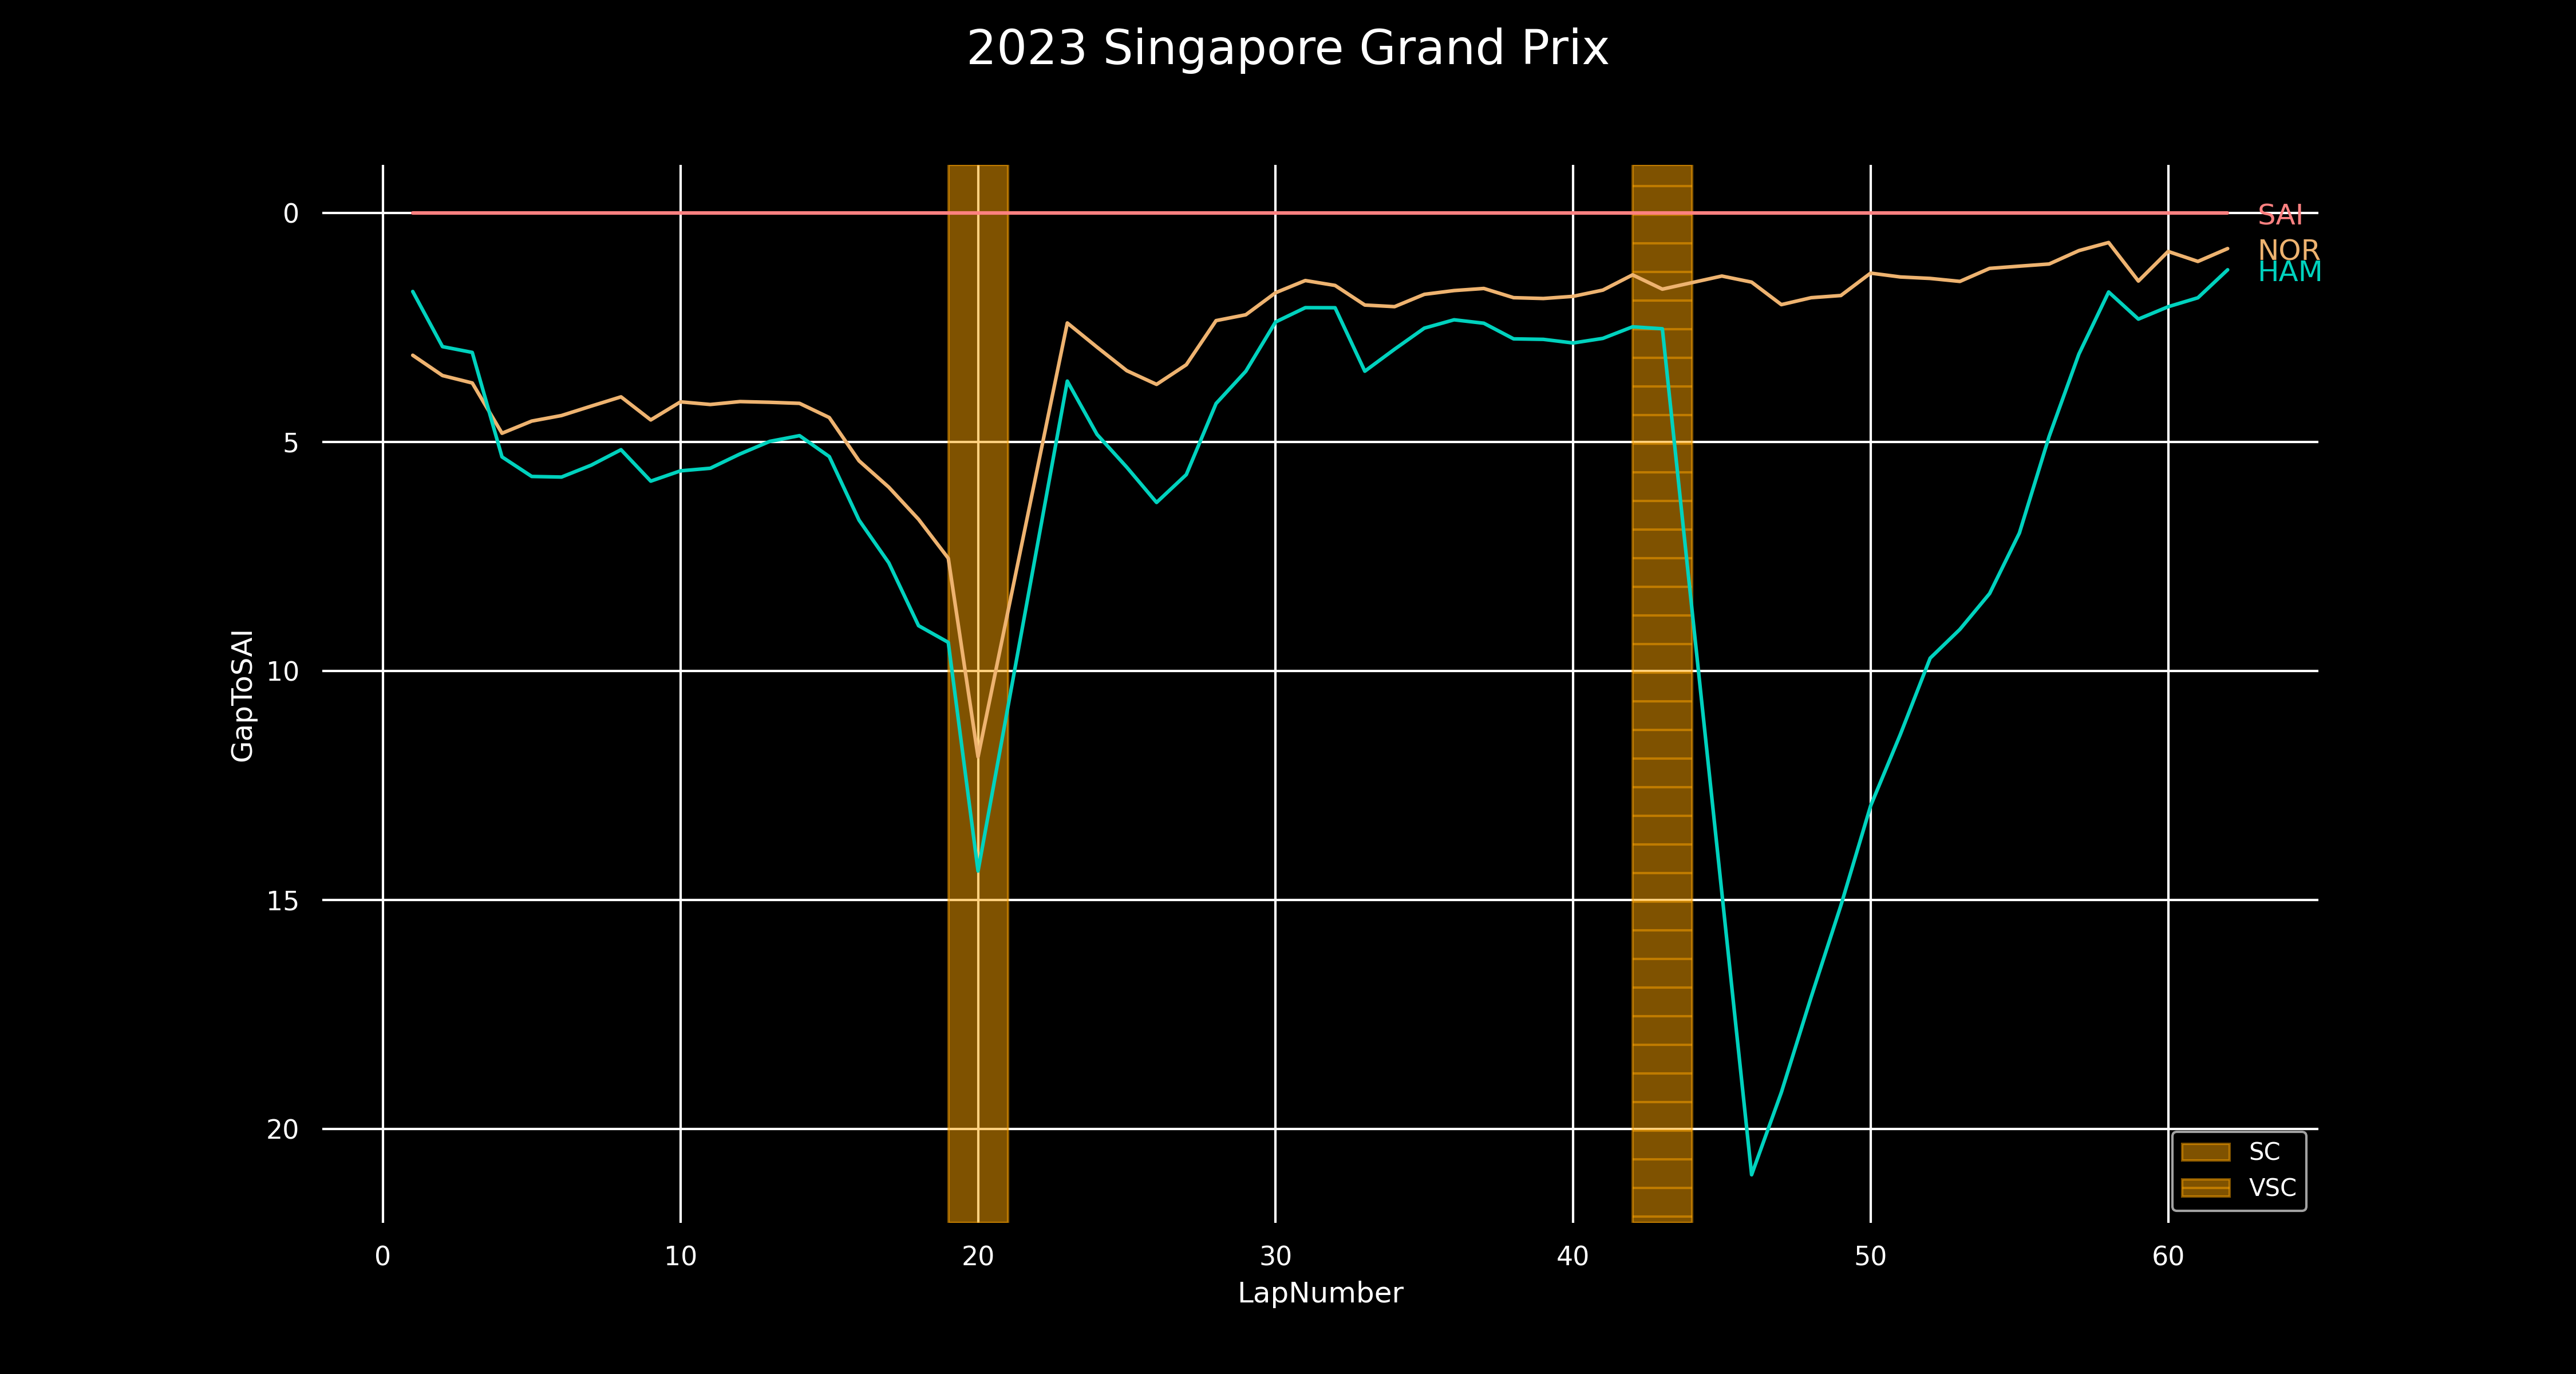 2023 Singapore Grand Prix
0
5
10
15
20
GapToSAI
SAI
NOR
HAM
SC
VSC
0 10 20 30 40 50 60
LapNumber